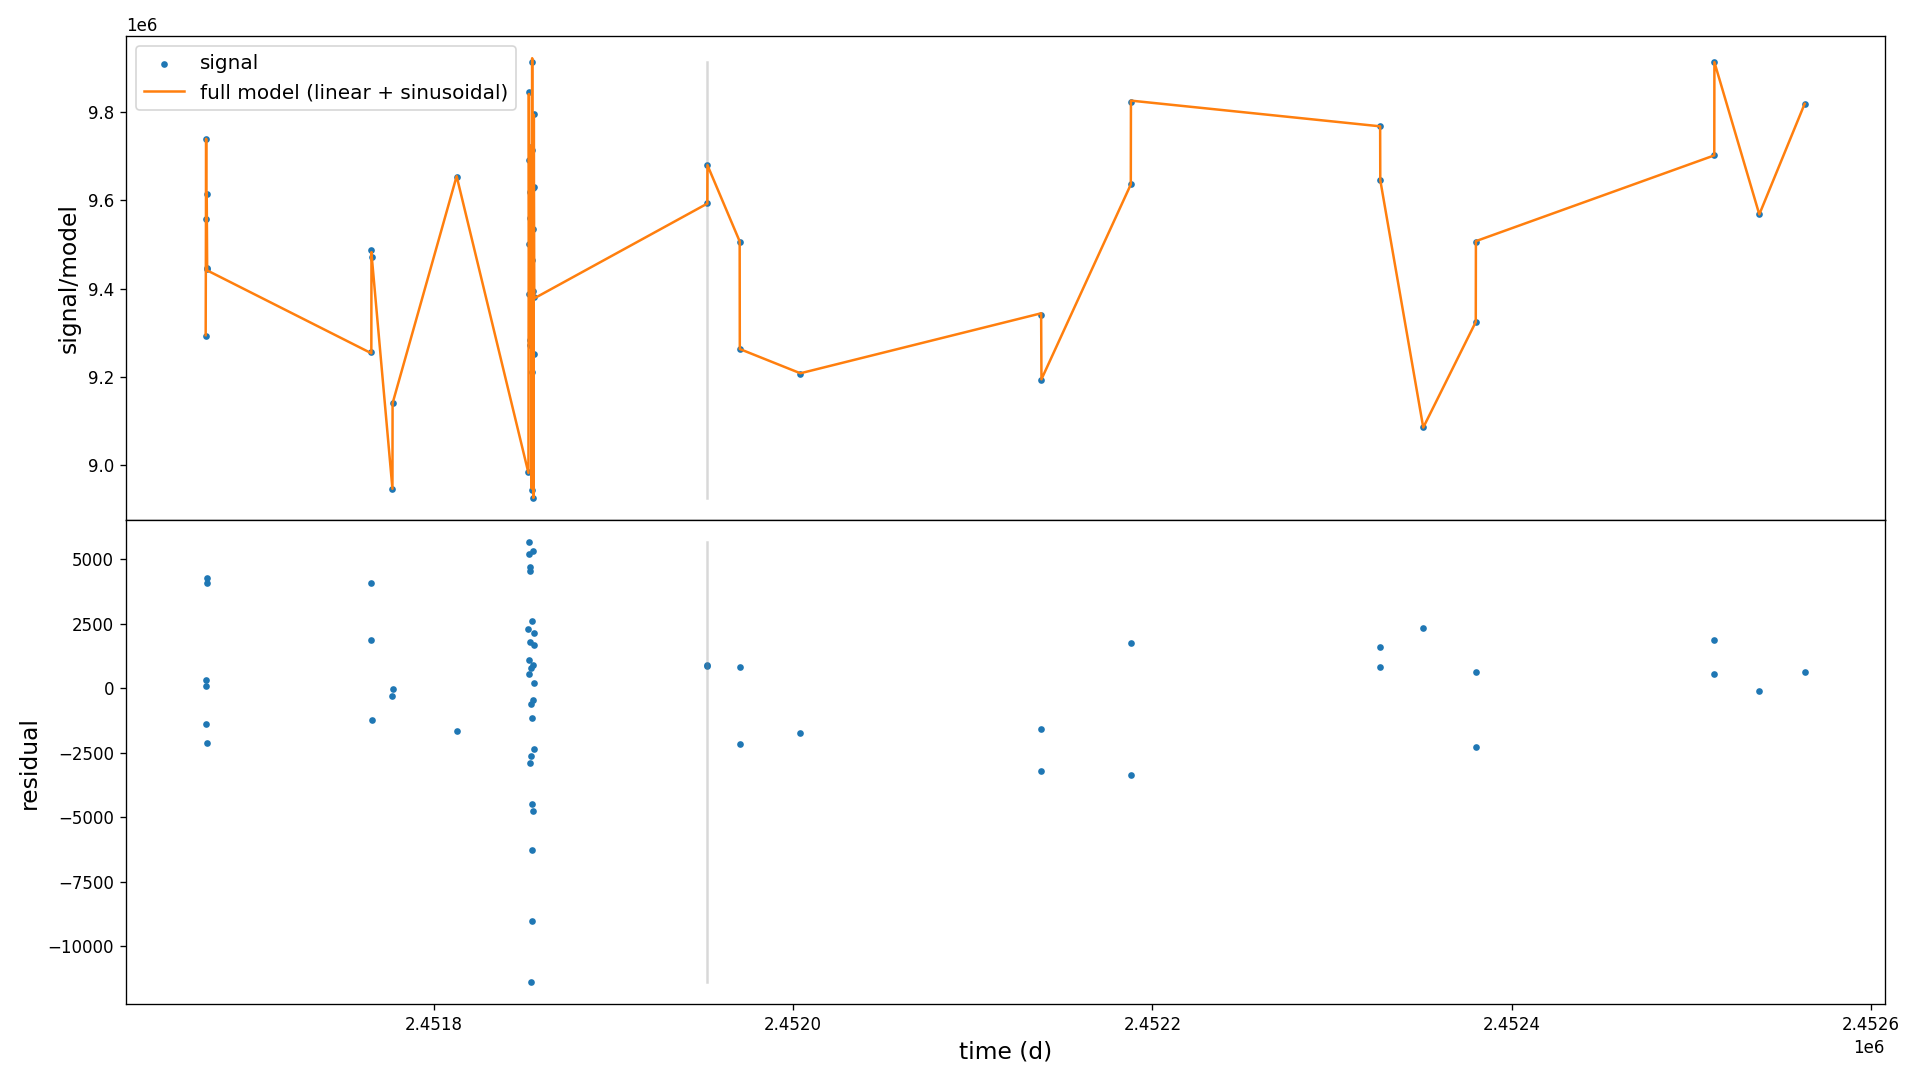 1e6
signal
full model (linear + sinusoidal)
9.8
9.6
9.4
9.2
9.0
signal/model
5000
2500
0
−2500
−5000
−7500
−10000
residual
2.4518
2.4520
2.4522
2.4524
2.4526
time (d)
1e6